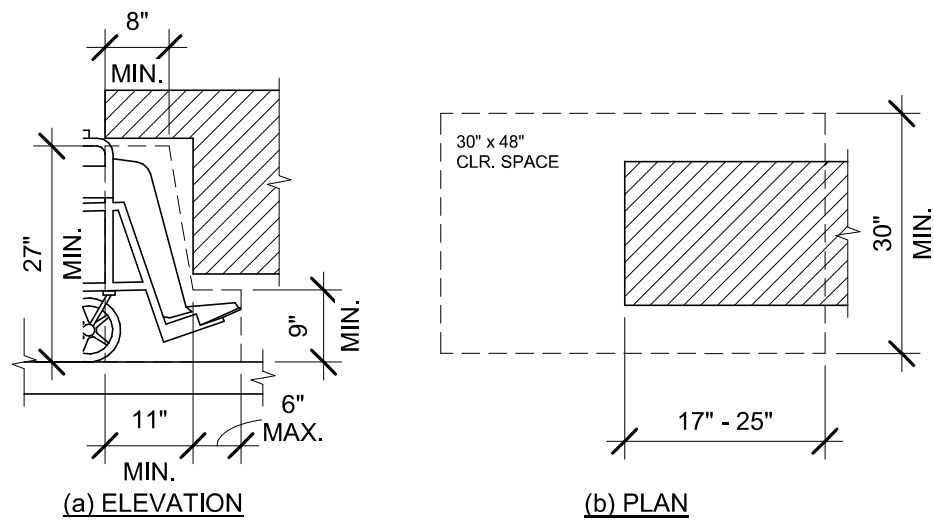 8"
MIN.
30" x 48"
CLR. SPACE
27"
MIN.
9"
MIN.
30"
MIN.
11"
MIN.
6"
MAX.
17" - 25"
(a) ELEVATION
(b) PLAN